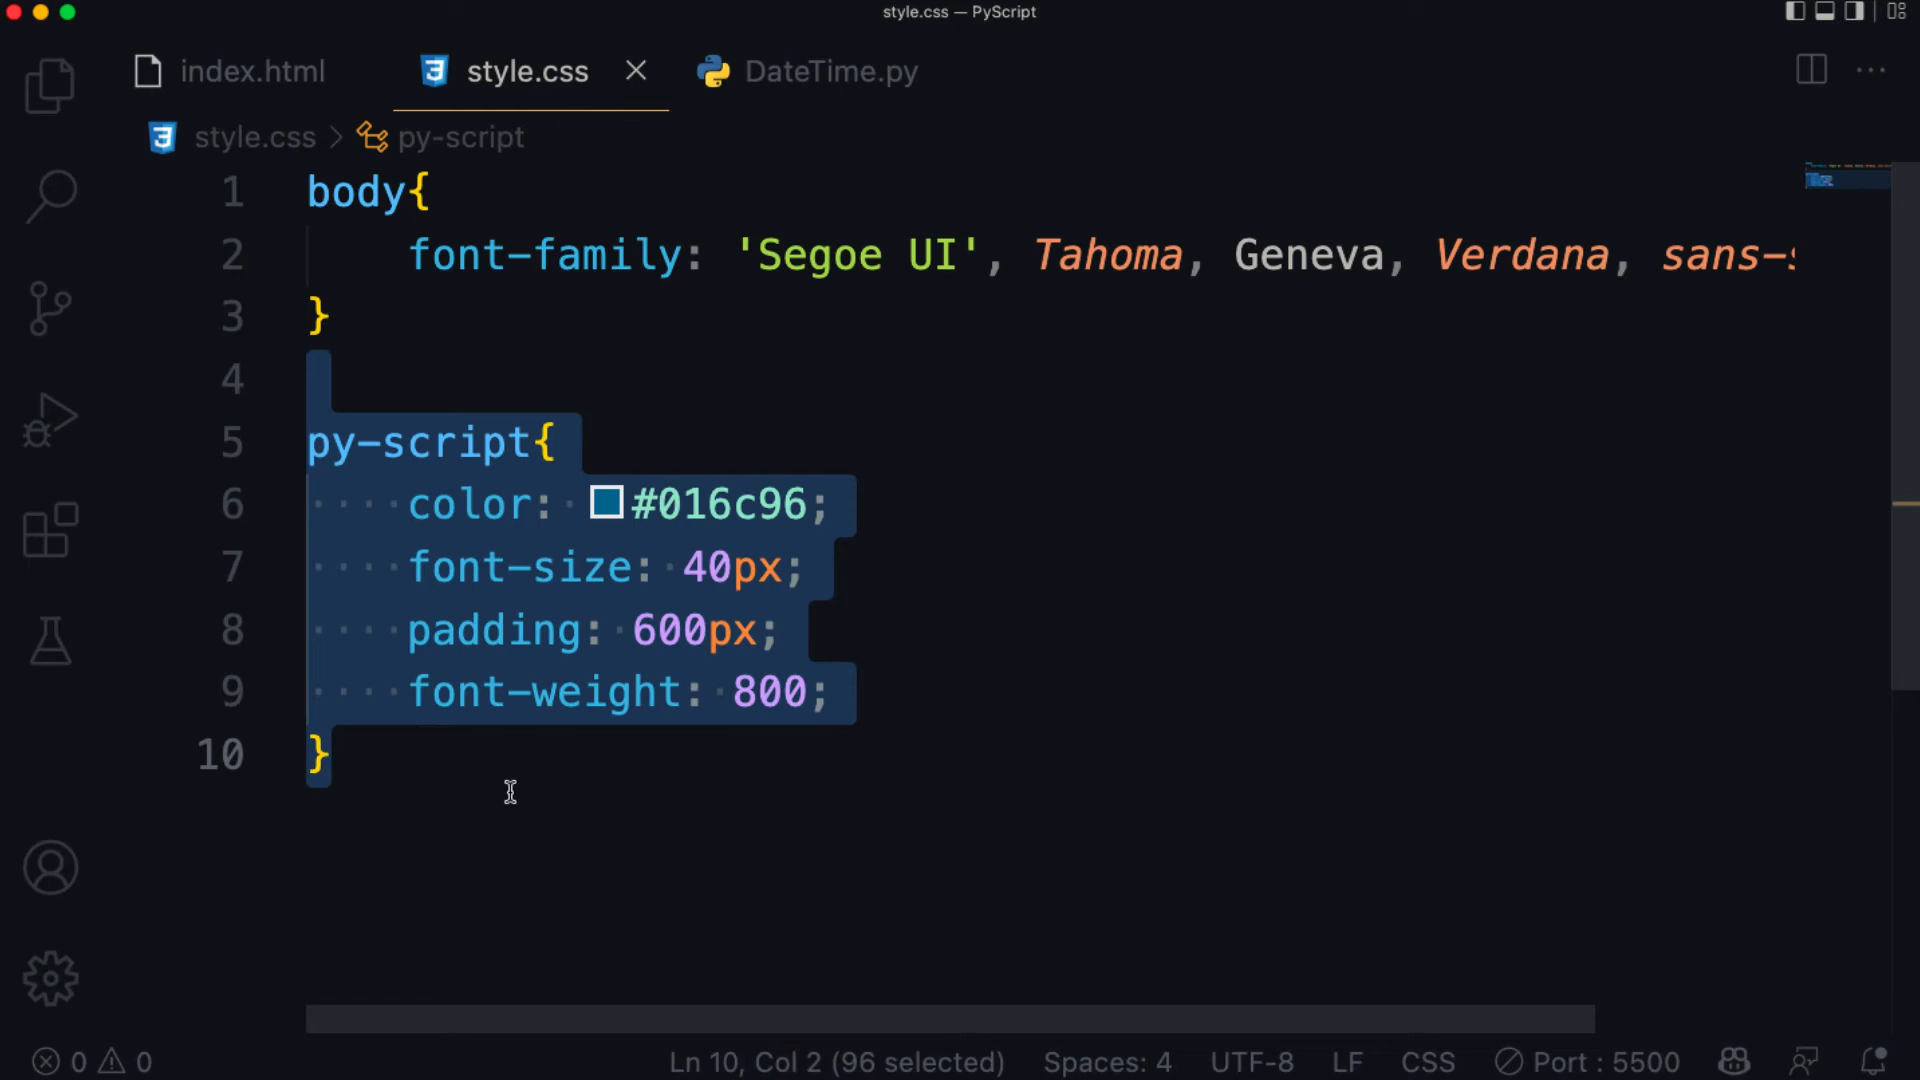 style.css — PyScript
index.html style.css DateTime.py
style.css > py-script
1 body{
2 font-family: 'Segoe UI', Tahoma, Geneva, Verdana, sans-
3 }
4
5 py-script{
6 color: #016c96;
7 font-size: 40px;
8 padding: 600px;
9 font-weight: 800;
10 }
0 0 Ln 10, Col 2 (96 selected) Spaces: 4 UTF-8 LF CSS Port : 5500